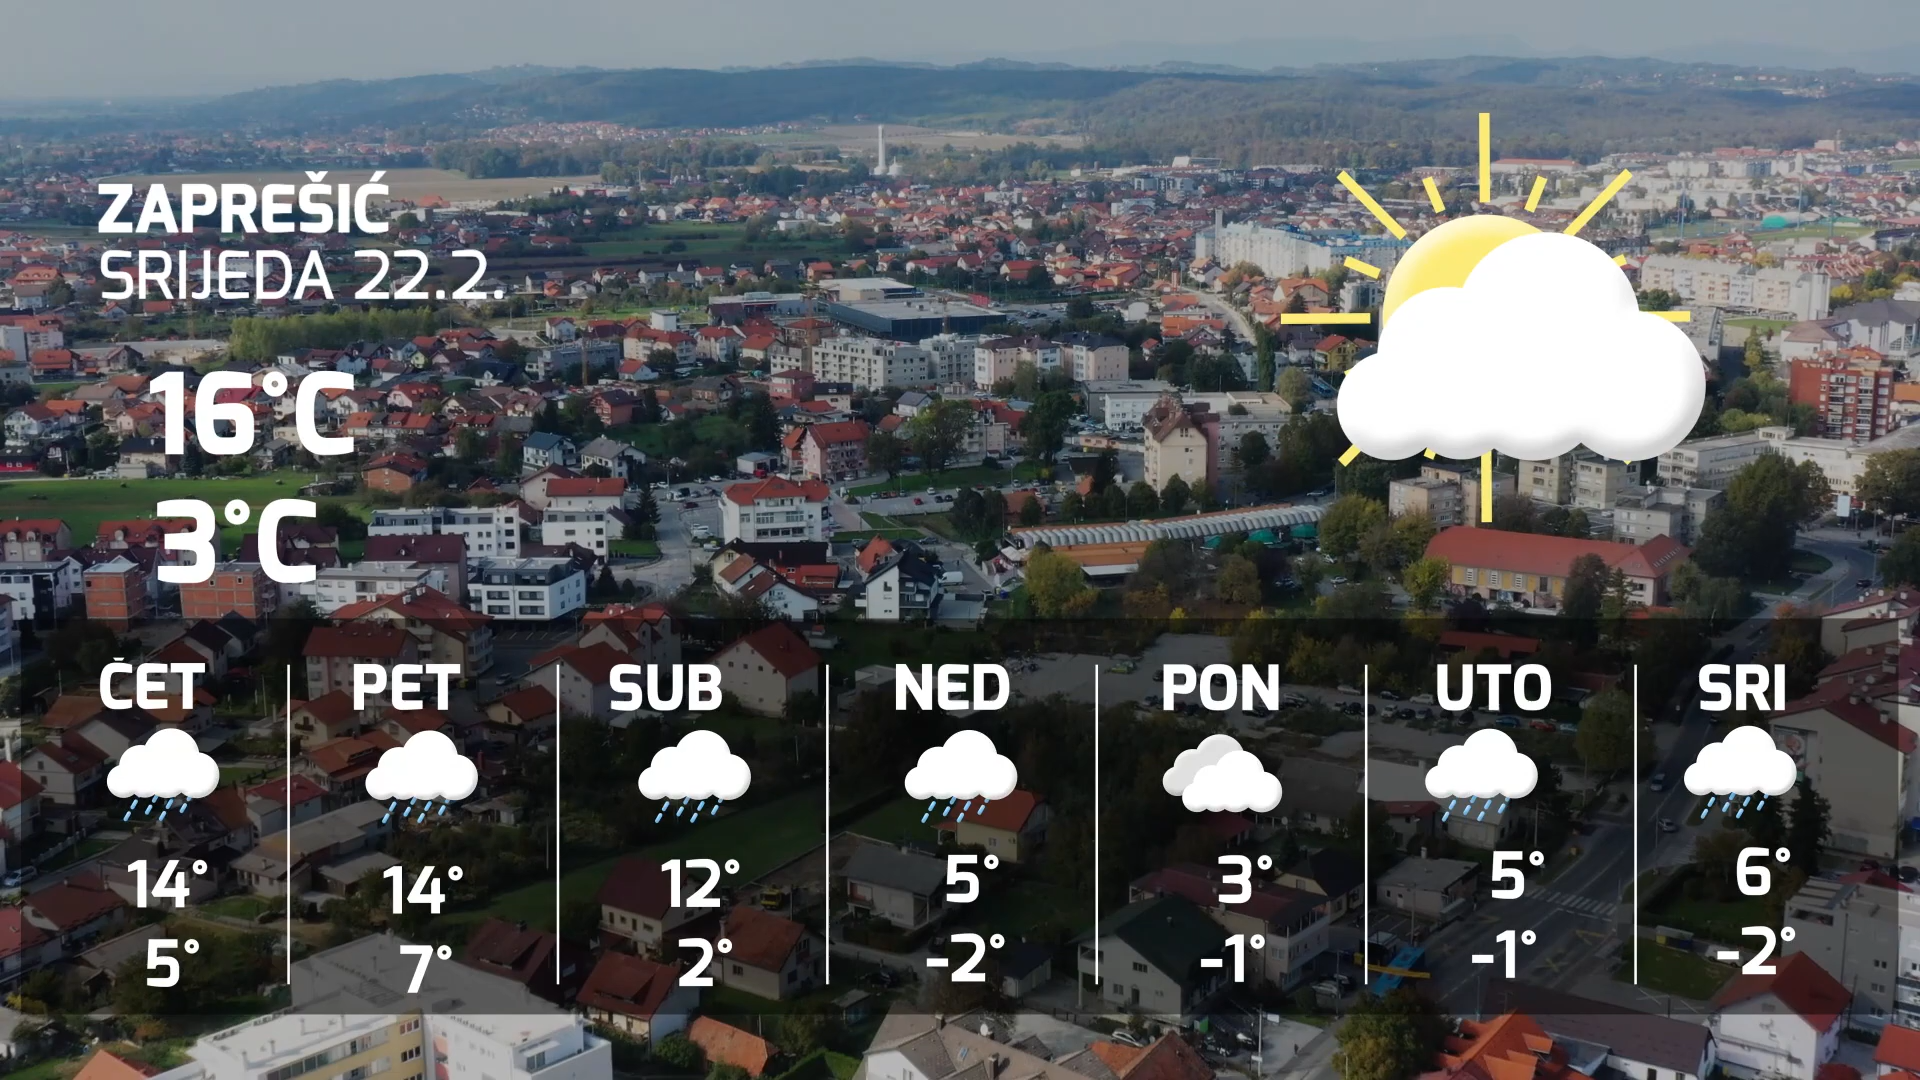 ZAPREŠIĆ
SRIJEDA 22.2.
16°C
3°C
ČET PET SUB NED PON UTO SRI
14° 14° 12° 5° 3° 5° 6°
5° 7° 2° -2° -1° -1° -2°